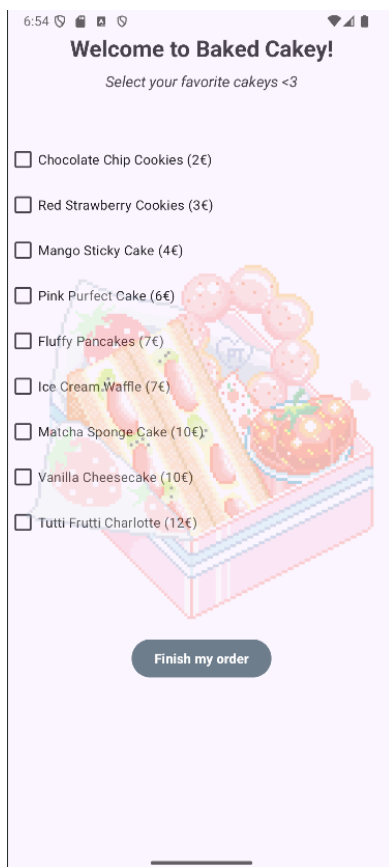 6:54
Welcome to Baked Cakey!
Select your favorite cakeys <3
Chocolate Chip Cookies (2€)
Red Strawberry Cookies (3€)
Mango Sticky Cake (4€)
Pink Purfect Cake (6€)
Fluffy Pancakes (7€)
Ice Cream Waffle (7€)
Matcha Sponge Cake (10€)
Vanilla Cheesecake (10€)
Tutti Frutti Charlotte (12€)
Finish my order